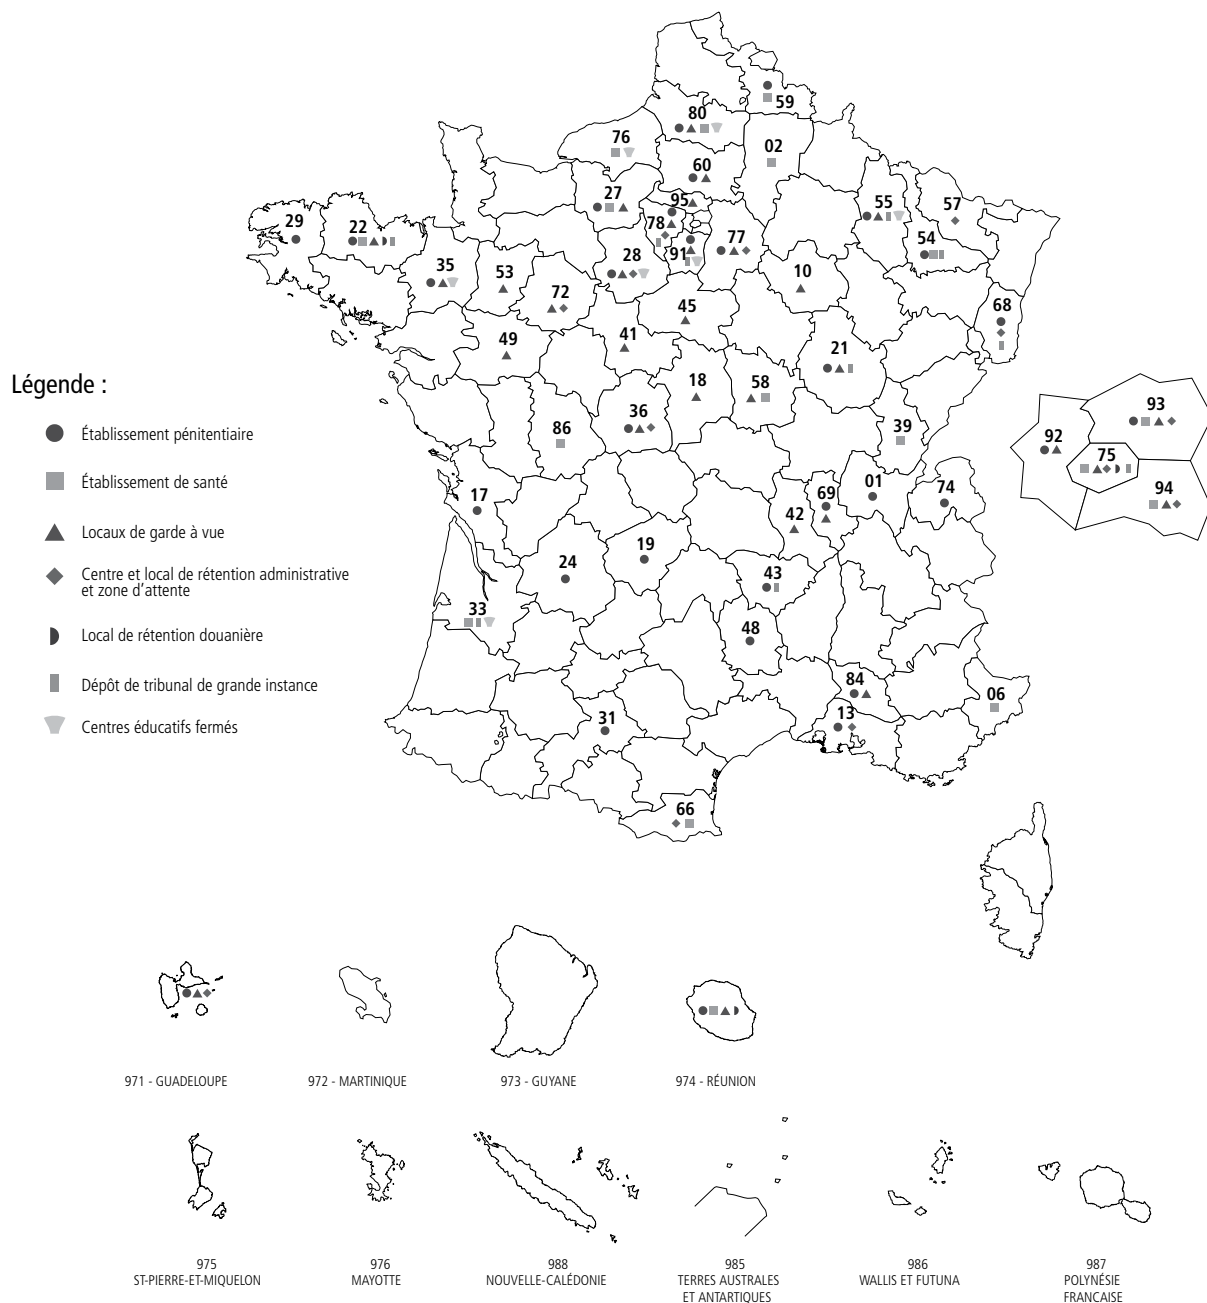 59
80
76
02
60
27
95
55
57
29
22
78
77
54
28
91
35
53
10
72
45
68
49
41
21
Légende :
18
58
36
93
86
39
92
Établissement pénitentiaire
75
Établissement de santé
01
74
94
17
69
42
Locaux de garde à vue
19
24
43
Centre et local de rétention administrative
et zone d’attente
33
48
Local de rétention douanière
84
06
Dépôt de tribunal de grande instance
13
31
Centres éducatifs fermés
66
971 - GUADELOUPE
972 - MARTINIQUE
973 - GUYANE
974 - RÉUNION
975
ST-PIERRE-ET-MIQUELON
976
MAYOTTE
988
NOUVELLE-CALÉDONIE
985
TERRES AUSTRALES
ET ANTARTIQUES
986
WALLIS ET FUTUNA
987
POLYNÉSIE
FRANCAISE